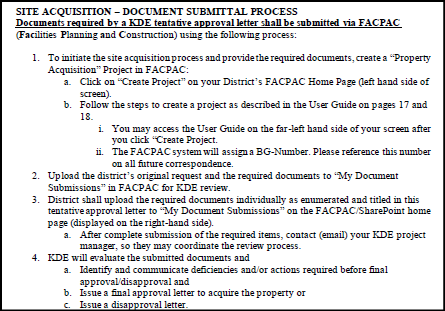 SITE ACQUISITION – DOCUMENT SUBMITTAL PROCESS
Documents required by a KDE tentative approval letter shall be submitted via FACPAC
(Facilities Planning and Construction) using the following process:
1. To initiate the site acquisition process and provide the required documents, create a “Property
Acquisition” Project in FACPAC:
a. Click on “Create Project” on your District’s FACPAC Home Page (left hand side of
screen).
b. Follow the steps to create a project as described in the User Guide on pages 17 and
18.
i. You may access the User Guide on the far-left hand side of your screen after
you click “Create Project.
ii. The FACPAC system will assign a BG-Number. Please reference this number
on all future correspondence.
2. Upload the district’s original request and the required documents to “My Document
Submissions” in FACPAC for KDE review.
3. District shall upload the required documents individually as enumerated and titled in this
tentative approval letter to “My Document Submissions” on the FACPAC/SharePoint home
page (displayed on the right-hand side).
a. After complete submission of the required items, contact (email) your KDE project
manager, so they may coordinate the review process.
4. KDE will evaluate the submitted documents and
a. Identify and communicate deficiencies and/or actions required before final
approval/disapproval and
b. Issue a final approval letter to acquire the property or
c. Issue a disapproval letter.